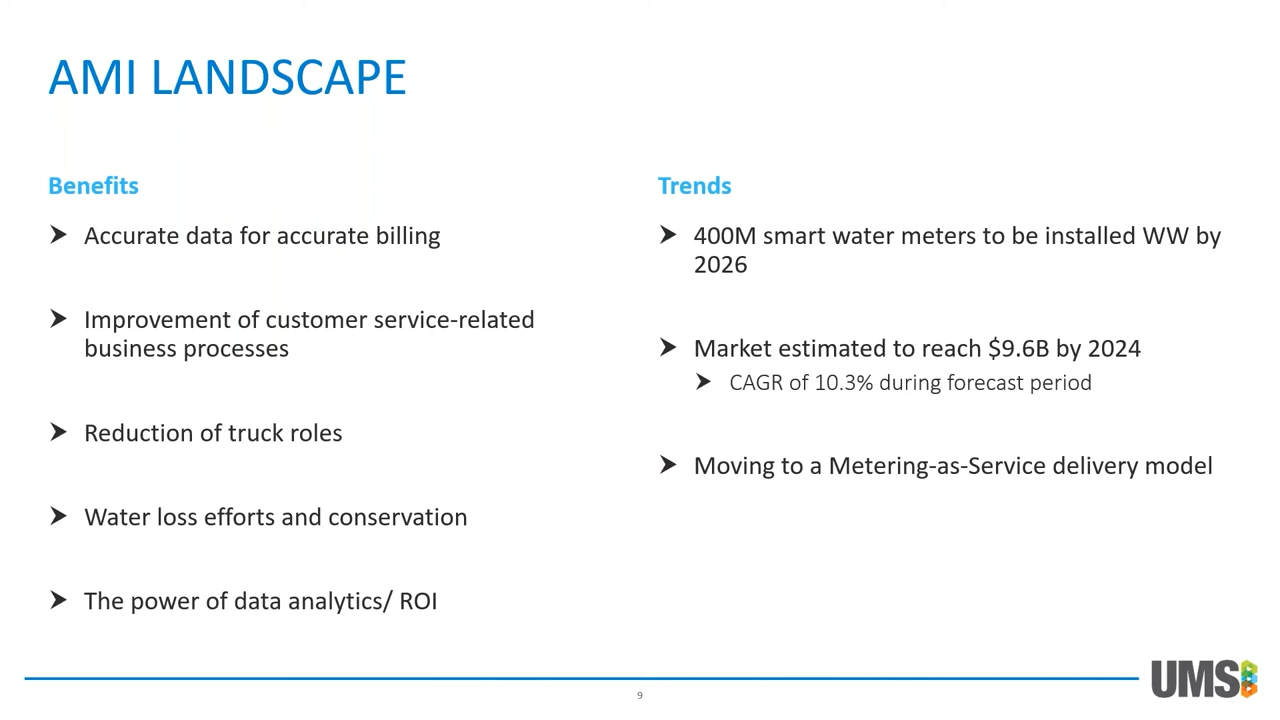 AMI LANDSCAPE
Benefits
Accurate data for accurate billing
Improvement of customer service-related
business processes
Reduction of truck roles
Water loss efforts and conservation
The power of data analytics/ ROI
Trends
400M smart water meters to be installed WW by
2026
Market estimated to reach $9.6B by 2024
CAGR of 10.3% during forecast period
Moving to a Metering-as-Service delivery model
9
UMS